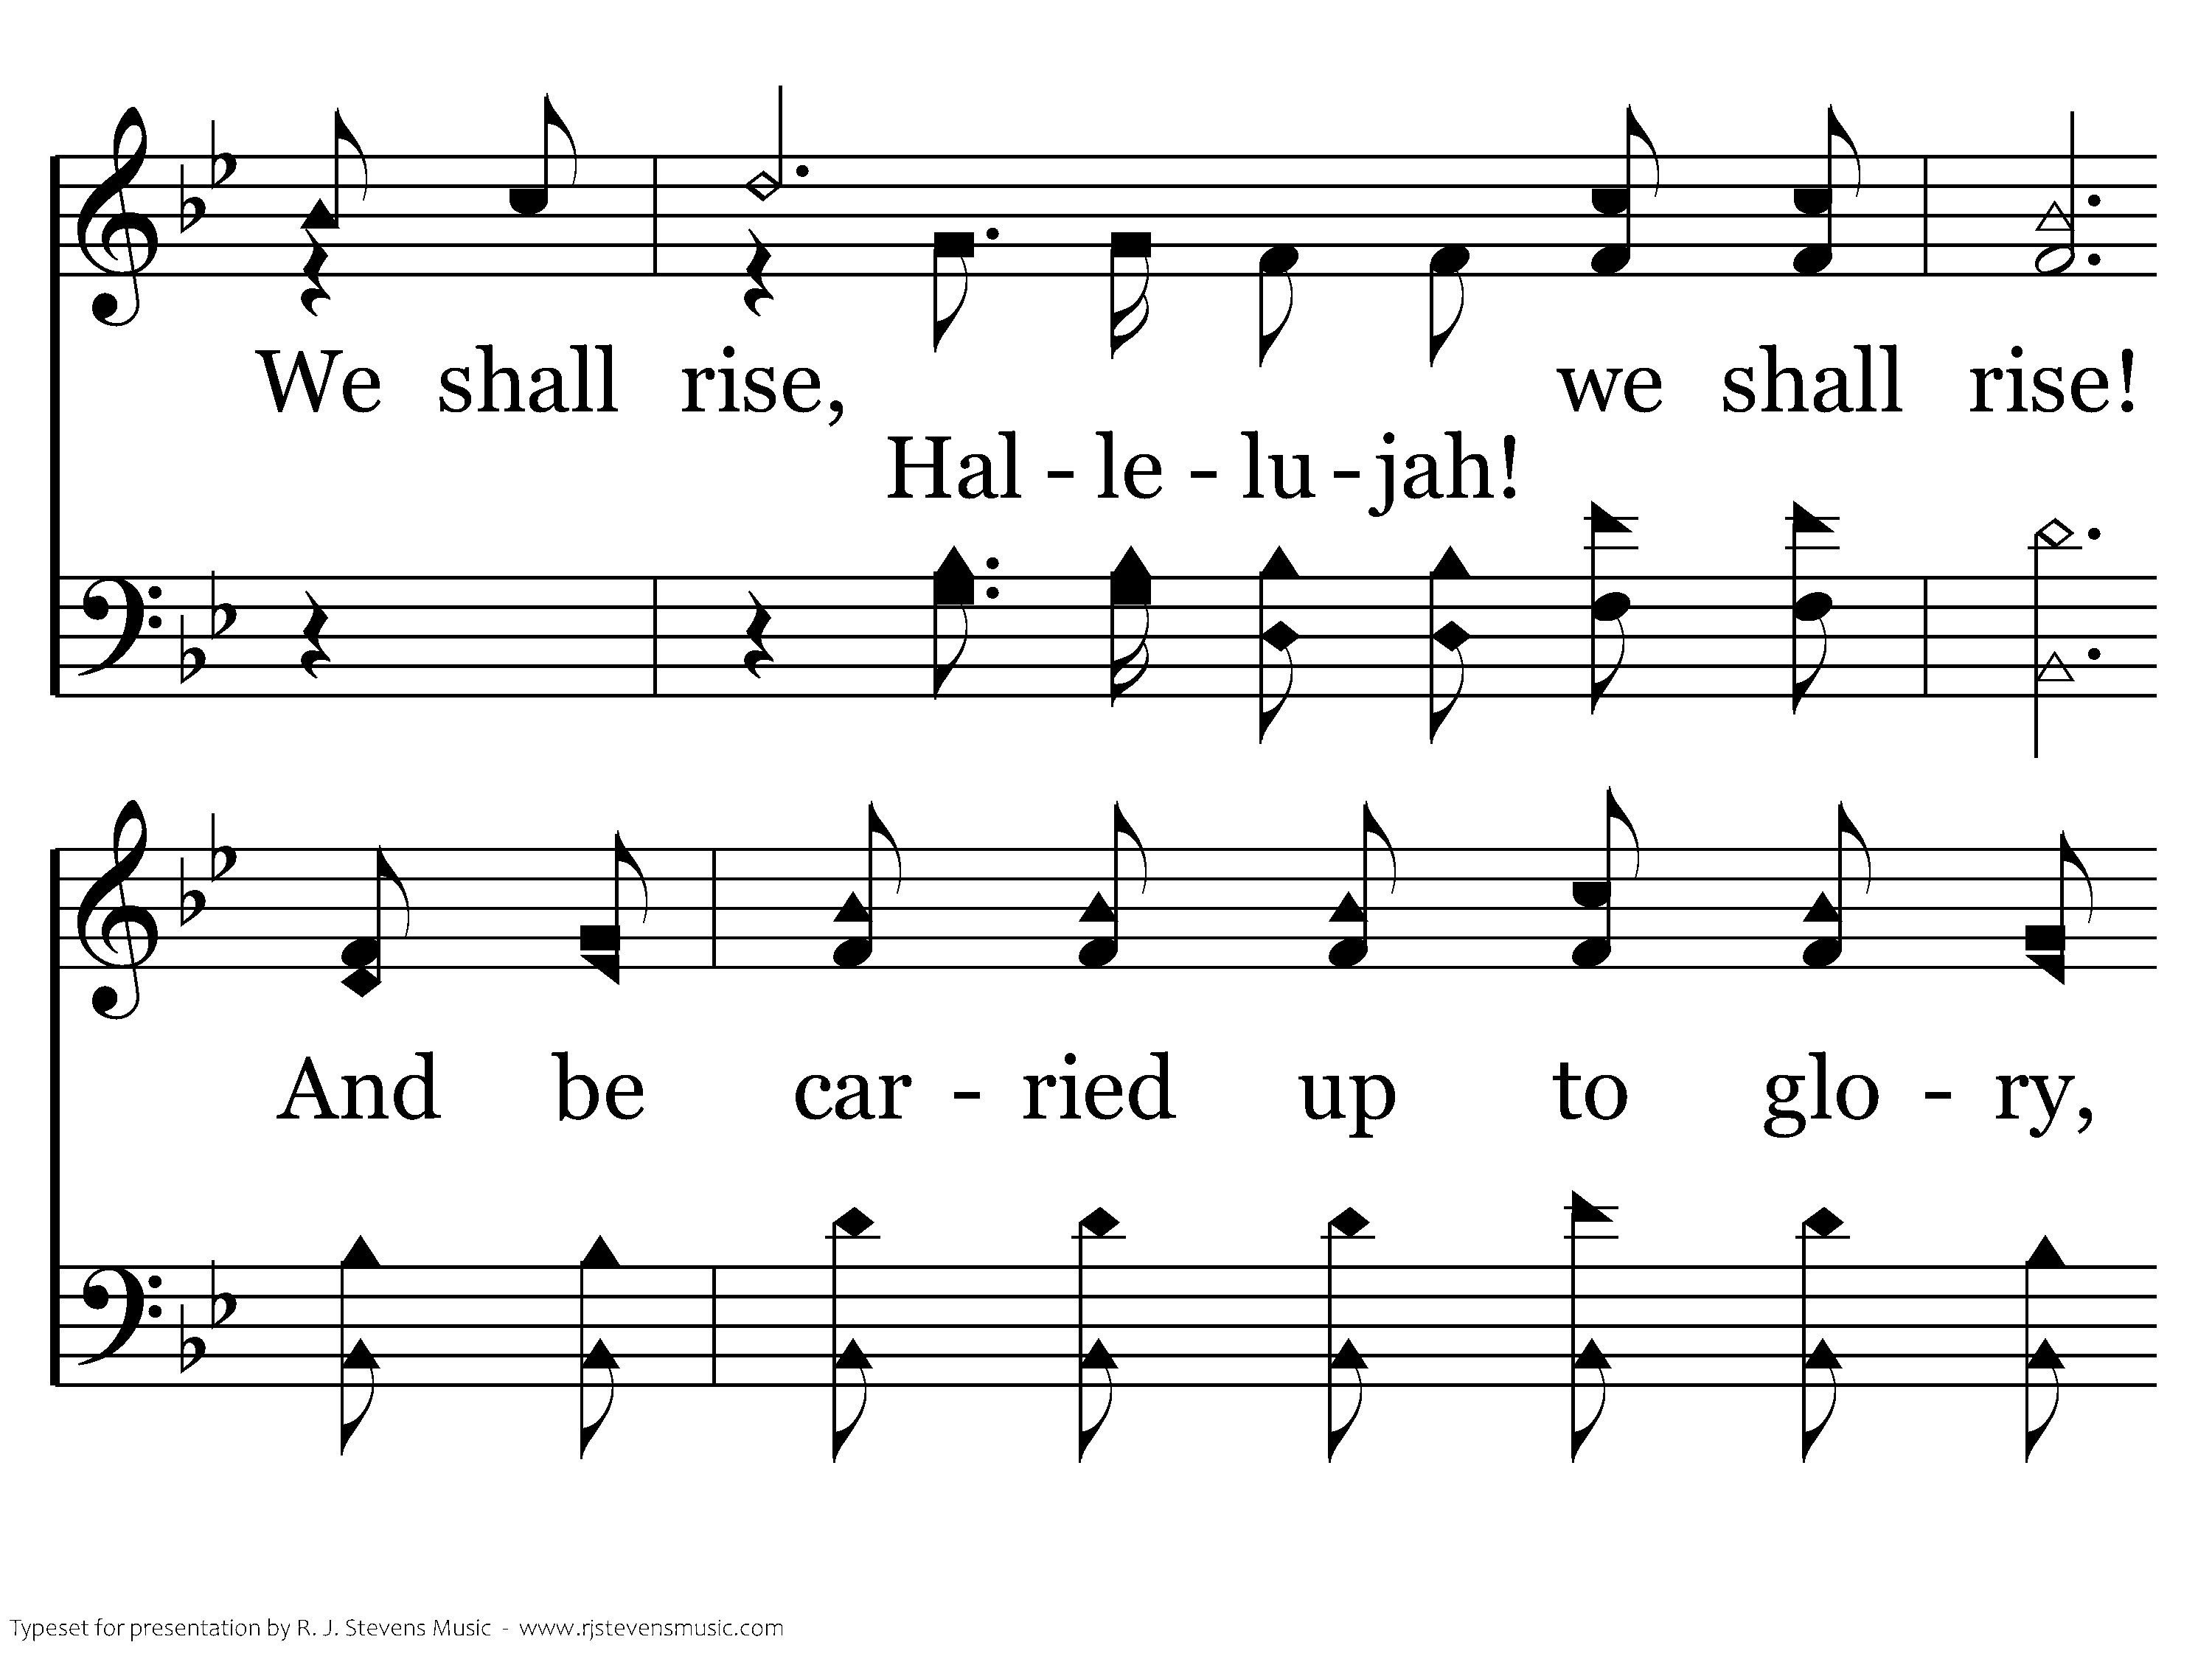 We shall rise, we shall rise!
Hal - le - lu - jah!
And be car - ried up to glo - ry,
Typeset for presentation by R. J. Stevens Music - www.rjstevensmusic.com